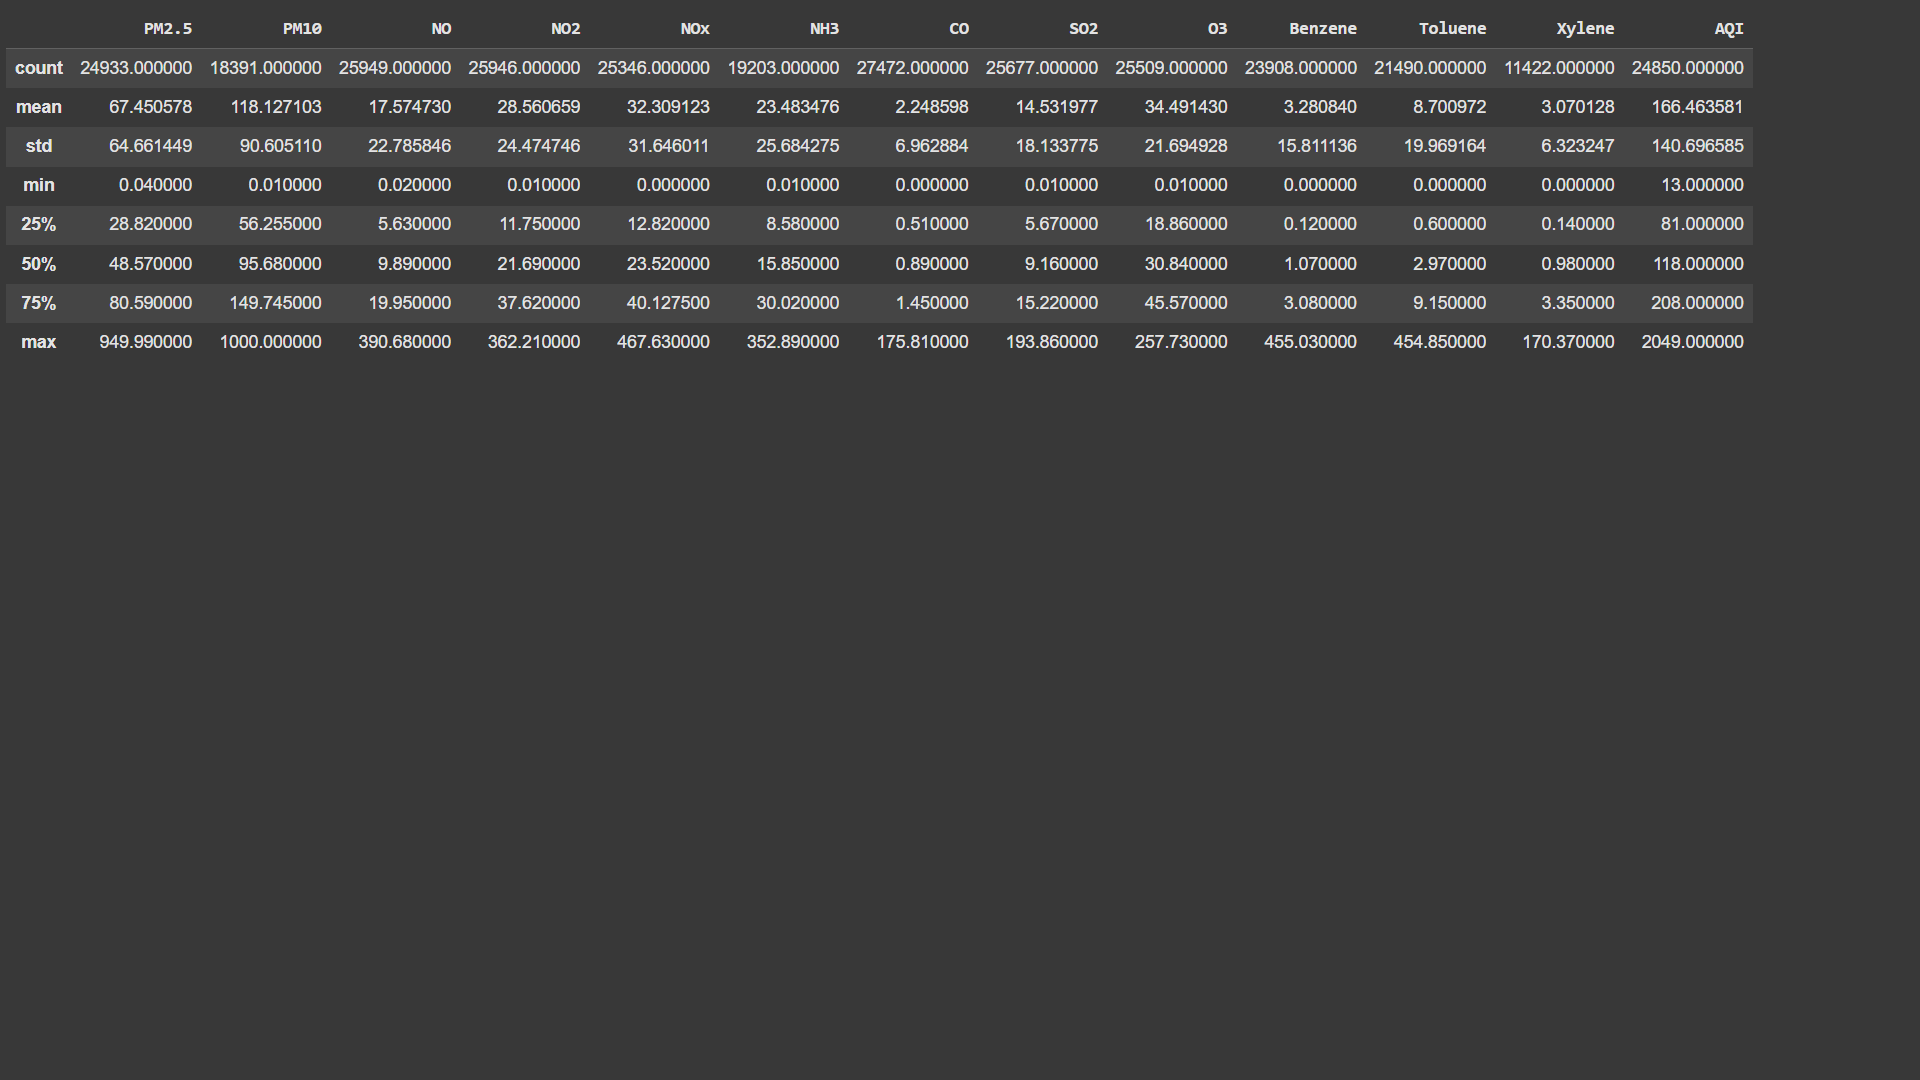 PM2.5 PM10 NO NO2 NOx NH3 CO SO2 O3 Benzene Toluene Xylene AQI
count 24933.000000 18391.000000 25949.000000 25946.000000 25346.000000 19203.000000 27472.000000 25677.000000 25509.000000 23908.000000 21490.000000 11422.000000 24850.000000
mean 67.450578 118.127103 17.574730 28.560659 32.309123 23.483476 2.248598 14.531977 34.491430 3.280840 8.700972 3.070128 166.463581
std 64.661449 90.605110 22.785846 24.474746 31.646011 25.684275 6.962884 18.133775 21.694928 15.811136 19.969164 6.323247 140.696585
min 0.040000 0.010000 0.020000 0.010000 0.000000 0.010000 0.000000 0.010000 0.010000 0.000000 0.000000 0.000000 13.000000
25% 28.820000 56.255000 5.630000 11.750000 12.820000 8.580000 0.510000 5.670000 18.860000 0.120000 0.600000 0.140000 81.000000
50% 48.570000 95.680000 9.890000 21.690000 23.520000 15.850000 0.890000 9.160000 30.840000 1.070000 2.970000 0.980000 118.000000
75% 80.590000 149.745000 19.950000 37.620000 40.127500 30.020000 1.450000 15.220000 45.570000 3.080000 9.150000 3.350000 208.000000
max 949.990000 1000.000000 390.680000 362.210000 467.630000 352.890000 175.810000 193.860000 257.730000 455.030000 454.850000 170.370000 2049.000000